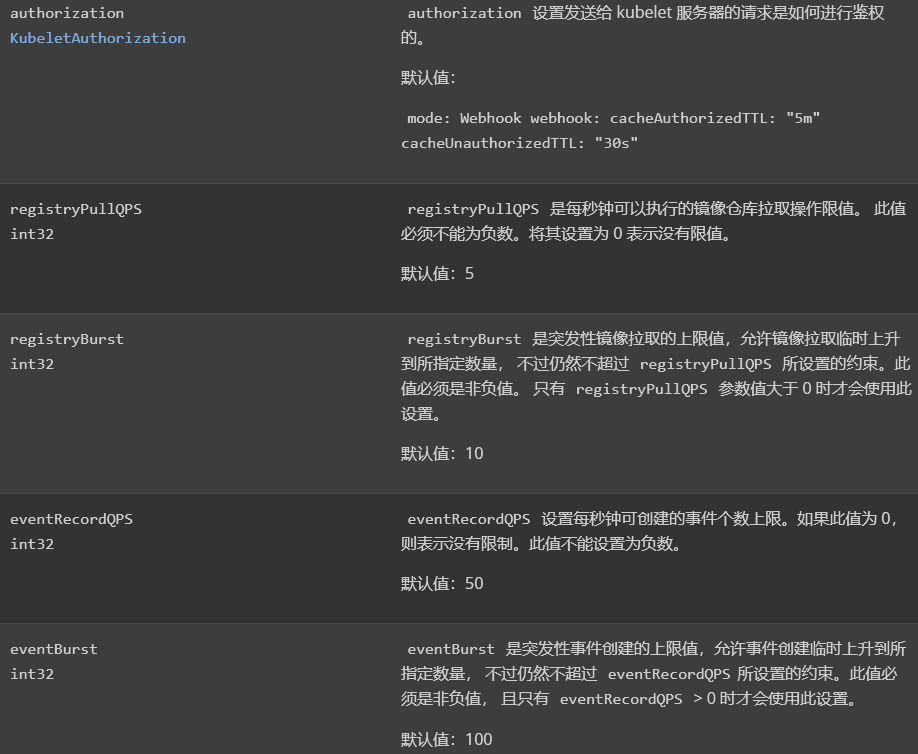 authorization
KubeletAuthorization
authorization 设置发送给 kubelet 服务器的请求是如何进行鉴权
的。
默认值：
mode: Webhook webhook: cacheAuthorizedTTL: "5m"
cacheUnauthorizedTTL: "30s"
registryPullQPS
int32
registryPullQPS 是每秒钟可以执行的镜像仓库拉取操作限值。 此值
必须不能为负数。将其设置为 0 表示没有限值。
默认值：5
registryBurst
int32
registryBurst 是突发性镜像拉取的上限值，允许镜像拉取临时上升
到所指定数量， 不过仍然不超过 registryPullQPS 所设置的约束。此
值必须是非负值。 只有 registryPullQPS 参数值大于 0 时才会使用此
设置。
默认值：10
eventRecordQPS
int32
eventRecordQPS 设置每秒钟可创建的事件个数上限。如果此值为 0，
则表示没有限制。此值不能设置为负数。
默认值：50
eventBurst
int32
eventBurst 是突发性事件创建的上限值，允许事件创建临时上升到所
指定数量， 不过仍然不超过 eventRecordQPS 所设置的约束。此值必
须是非负值， 且只有 eventRecordQPS > 0 时才会使用此设置。
默认值：100